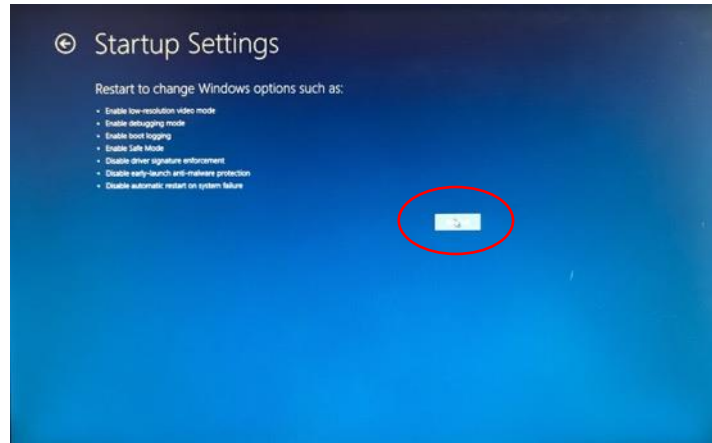 Startup Settings
Restart to change Windows options such as:
• Enable low-resolution video mode
• Enable debugging mode
• Enable boot logging
• Enable Safe Mode
• Disable driver signature enforcement
• Disable early-launch anti-malware protection
• Disable automatic restart on system failure